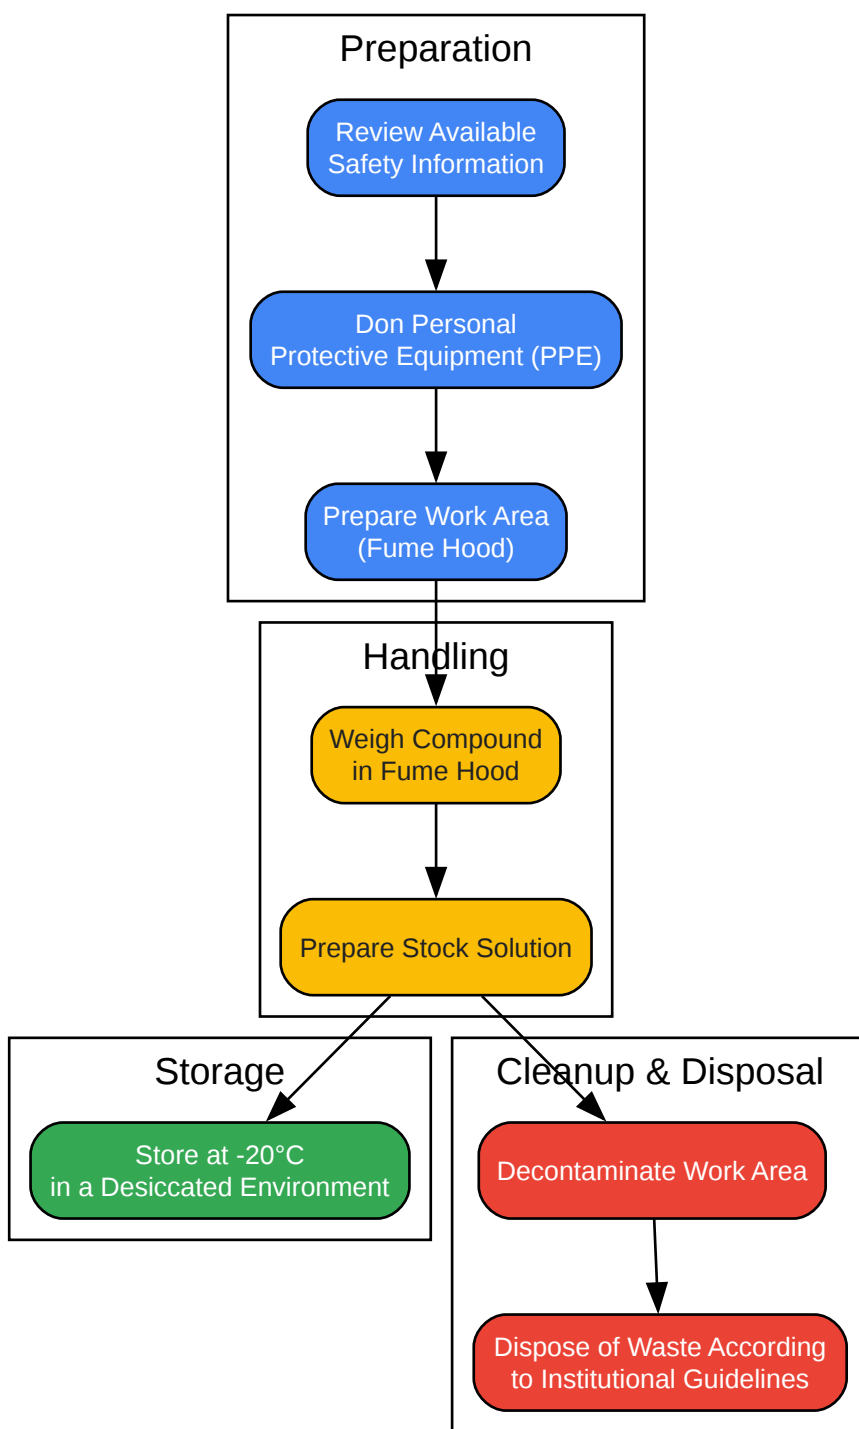 Preparation
Review Available
Safety Information
Don Personal
Protective Equipment (PPE)
Prepare Work Area
(Fume Hood)
Handling
Weigh Compound
in Fume Hood
Prepare Stock Solution
Storage
Store at -20°C
in a Desiccated Environment
Cleanup & Disposal
Decontaminate Work Area
Dispose of Waste According
to Institutional Guidelines